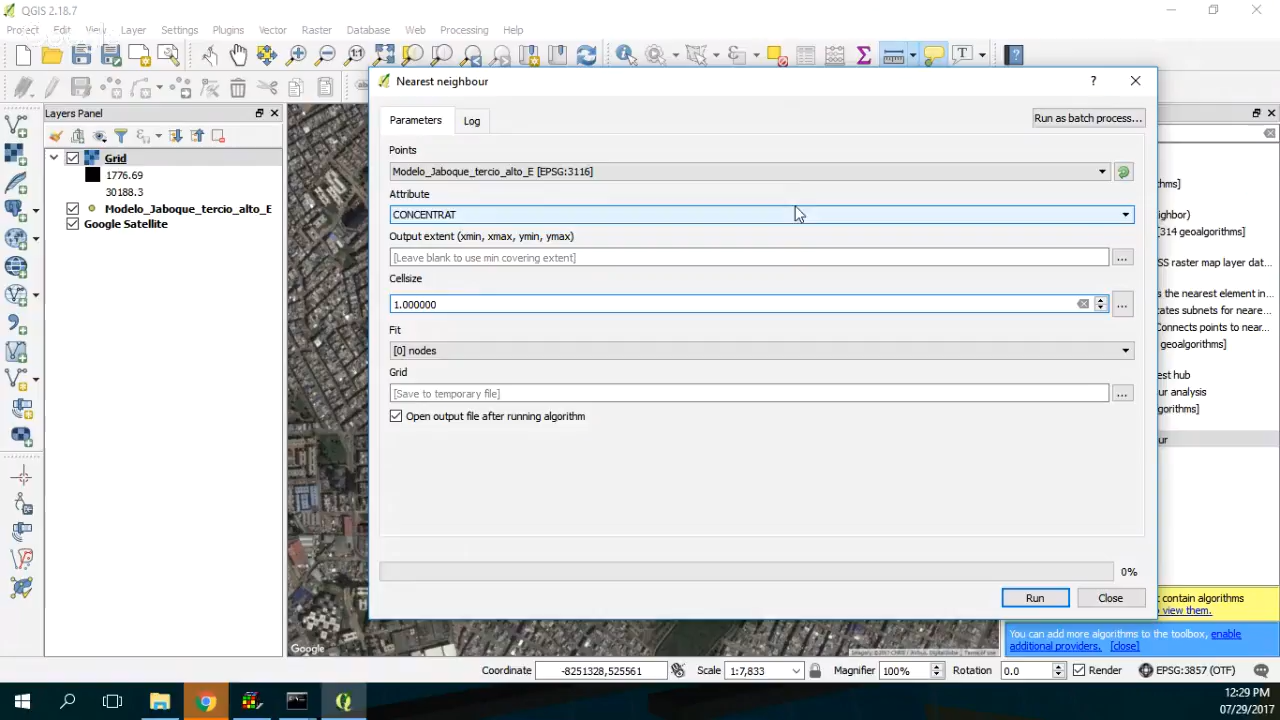 QGIS 2.18.7
Project Edit View Layer Settings Plugins Vector Raster Database Web Processing Help
Nearest neighbour
Layers Panel
Parameters
Log
Run as batch process...
Points
Grid
Modelo_Jaboque_tercio_alto_E [EPSG:3116]
1776.69
ms]
30188.3
Attribute
Modelo_Jaboque_tercio_alto_E
CONCENTRAT
ghbor)
Google Satellite
[314 geoalgorithms]
Output extent (xmin, xmax, ymin, ymax)
[Leave blank to use min covering extent]
SS raster map layer dat...
Cellsize
s the nearest element in...
ates subnets for neare...
1.000000
Connects points to near...
Fit
geoalgorithms]
[0] nodes
Grid
est hub
[Save to temporary file]
ur analysis
Open output file after running algorithm
gorithms]
ur
0%
Run
Close
t contain algorithms
view them.
You can add more algorithms to the toolbox, enable
additional providers. [close]
Google
Terms of use
Coordinate -8251328,525561 Scale 1:7,833 Magnifier 100% Rotation 0.0 Render EPSG:3857 (OTF)
12:29 PM
07/29/2017